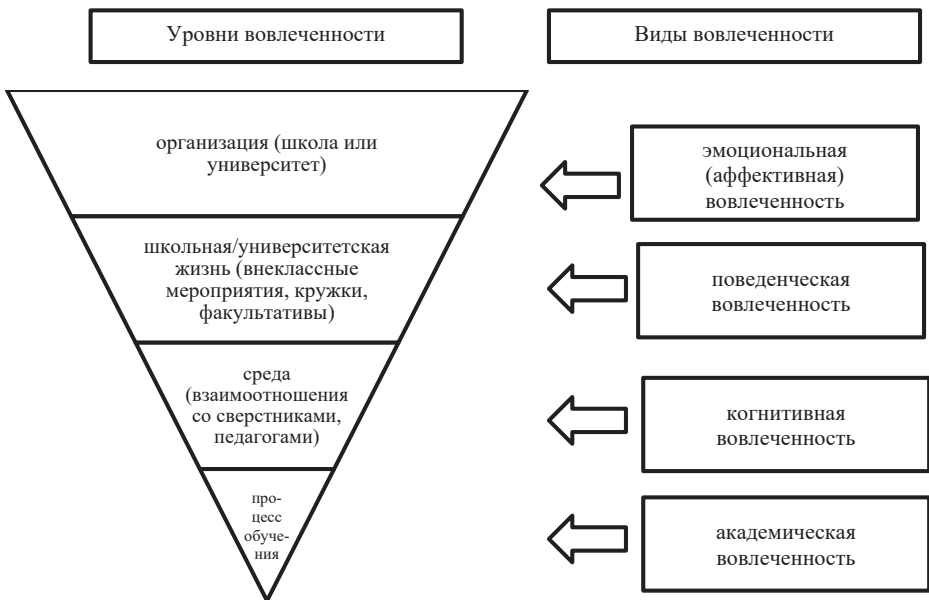 Уровни вовлеченности
Виды вовлеченности
организация (школа или
университет)
эмоциональная
(аффективная)
вовлеченность
школьная/университетская
жизнь (внеклассные
мероприятия, кружки,
факультативы)
поведенческая
вовлеченность
среда
(взаимоотношения
со сверстниками,
педагогами)
когнитивная
вовлеченность
про-
цесс
обуче-
ния
академическая
вовлеченность